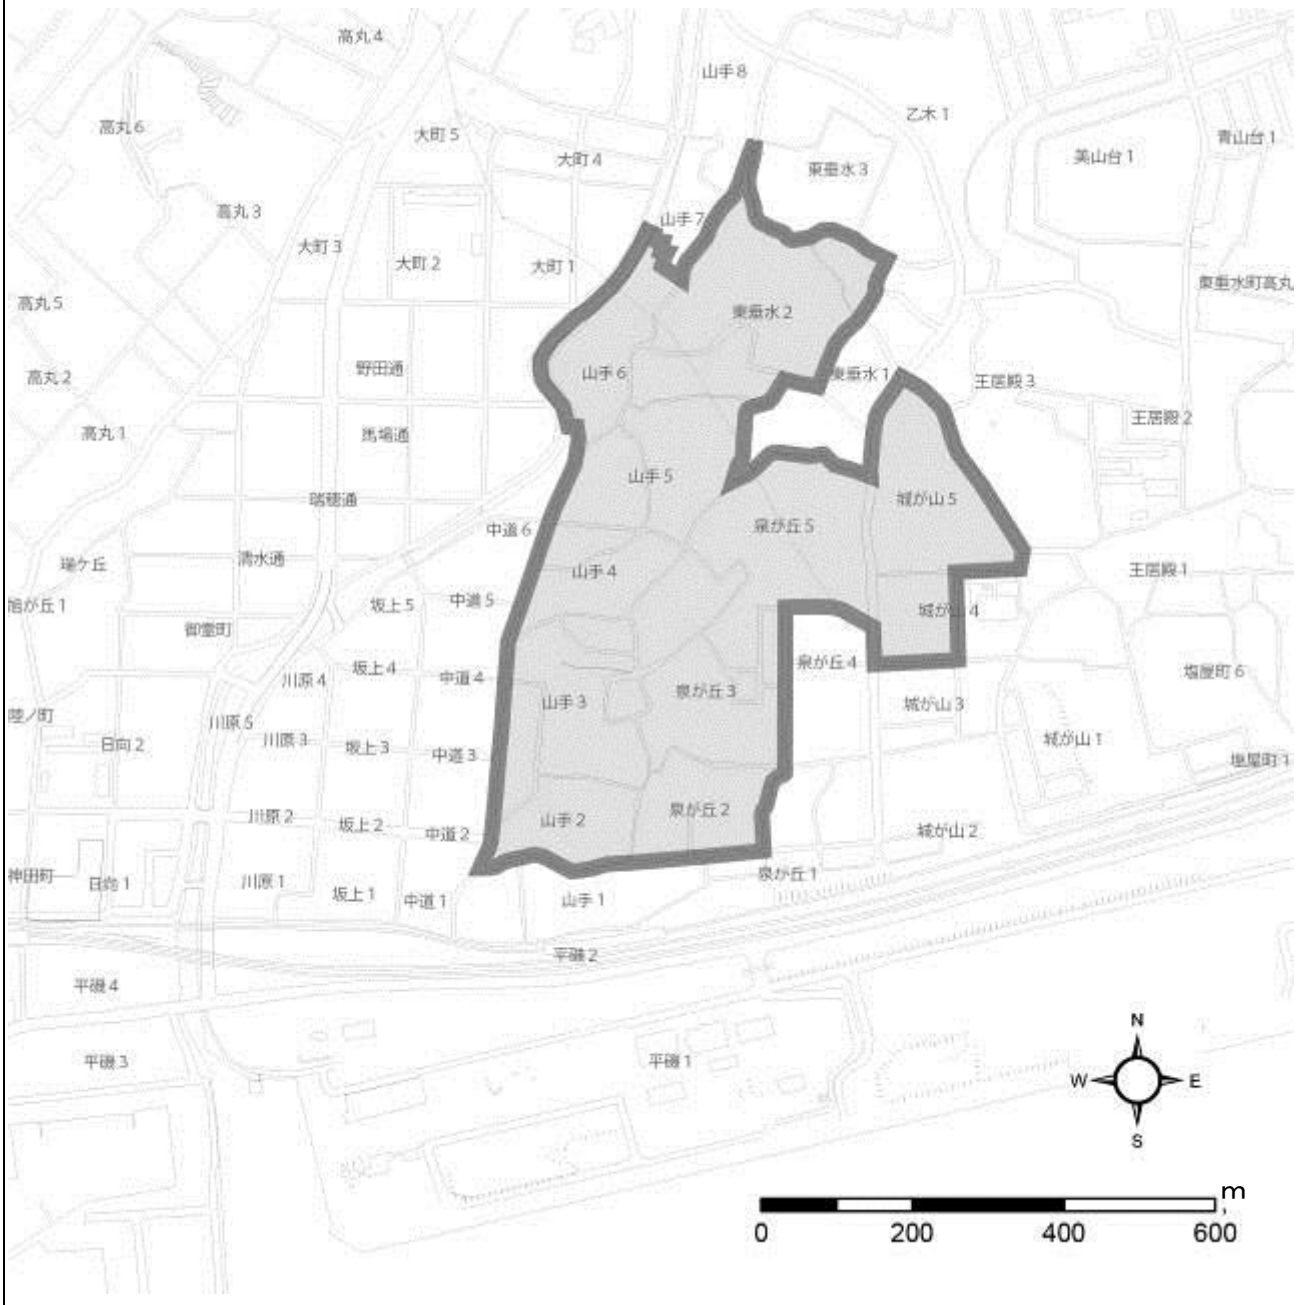 高丸 4
山手 8
乙木 1
高丸 6
大町 5
青山台 1
大町 4
美山台 1
東垂水 3
高丸 3
山手 7
大町 3
大町 2
大町 1
東垂水町高丸
高丸 5
東垂水 2
野田通
山手 6
東垂水 1
高丸 2
王居殿 3
王居殿 2
高丸 1
馬場通
山手 5
瑞穂通
城が山 5
中道 6
泉が丘 5
清水通
瑞ケ丘
山手 4
王居殿 1
旭が丘 1
坂上 5
中道 5
城が山 4
御霊町
坂上 4
泉が丘 4
川原 4
中道 4
塩屋町 6
泉が丘 3
山手 3
城が山 3
陸ノ町
川原 5
日向 2
川原 3
坂上 3
城が山 1
中道 3
塩屋町 1
川原 2
泉が丘 2
山手 2
坂上 2
中道 2
城が山 2
神田町
日向 1
川原 1
泉が丘 1
坂上 1
中道 1
山手 1
平磯 2
平磯 4
平磯 3
平磯 1
N
W E
S
m
0 200 400 600